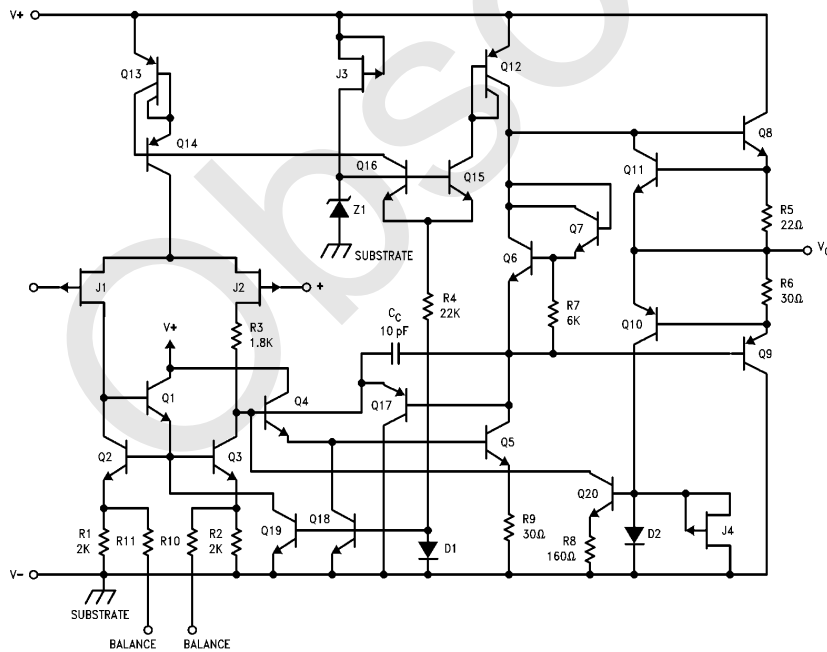 V+
Q13
J3
Q12
Q14
Q8
Q16
Q15
Q11
Z1
SUBSTRATE
Q7
R5
22Ω
Q6
J1
J2
+
R4
22K
R7
6K
R6
30Ω
R3
1.8K
CC
10 pF
Q10
V+
Q9
Q1
Q4
Q17
Q2
Q3
Q5
Q20
R1
2K
R11
R10
R2
2K
Q19
Q18
D1
R9
30Ω
R8
160Ω
D2
J4
V-
SUBSTRATE
BALANCE
BALANCE